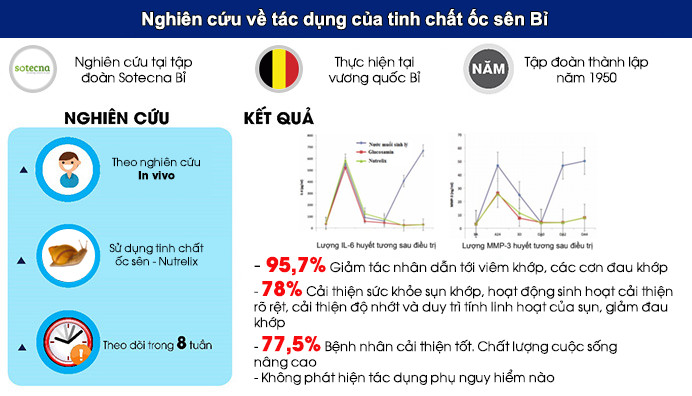 Nghiên cứu về tác dụng của tinh chất ốc sên Bỉ
sotecna
Nghiên cứu tại tập
đoàn Sotecna Bỉ
Thực hiện tại
vương quốc Bỉ
NĂM
Tập đoàn thành lập
năm 1950
NGHIÊN CỨU
Theo nghiên cứu
In vivo
Sử dụng tinh chất
ốc sên - Nutrelix
Theo dõi trong 8 tuần
KẾT QUẢ
Nước muối sinh lý
Glucosamin
Nutrelix
Lượng IL-6 huyết tương sau điều trị
Lượng MMP-3 huyết tương sau điều trị
- 95,7% Giảm tác nhân dẫn tới viêm khớp, các cơn đau khớp
- 78% Cải thiện sức khỏe sụn khớp, hoạt động sinh hoạt cải thiện
rõ rệt, cải thiện độ nhớt và duy trì tính linh hoạt của sụn, giảm đau
khớp
- 77,5% Bệnh nhân cải thiện tốt. Chất lượng cuộc sống
nâng cao
- Không phát hiện tác dụng phụ nguy hiểm nào